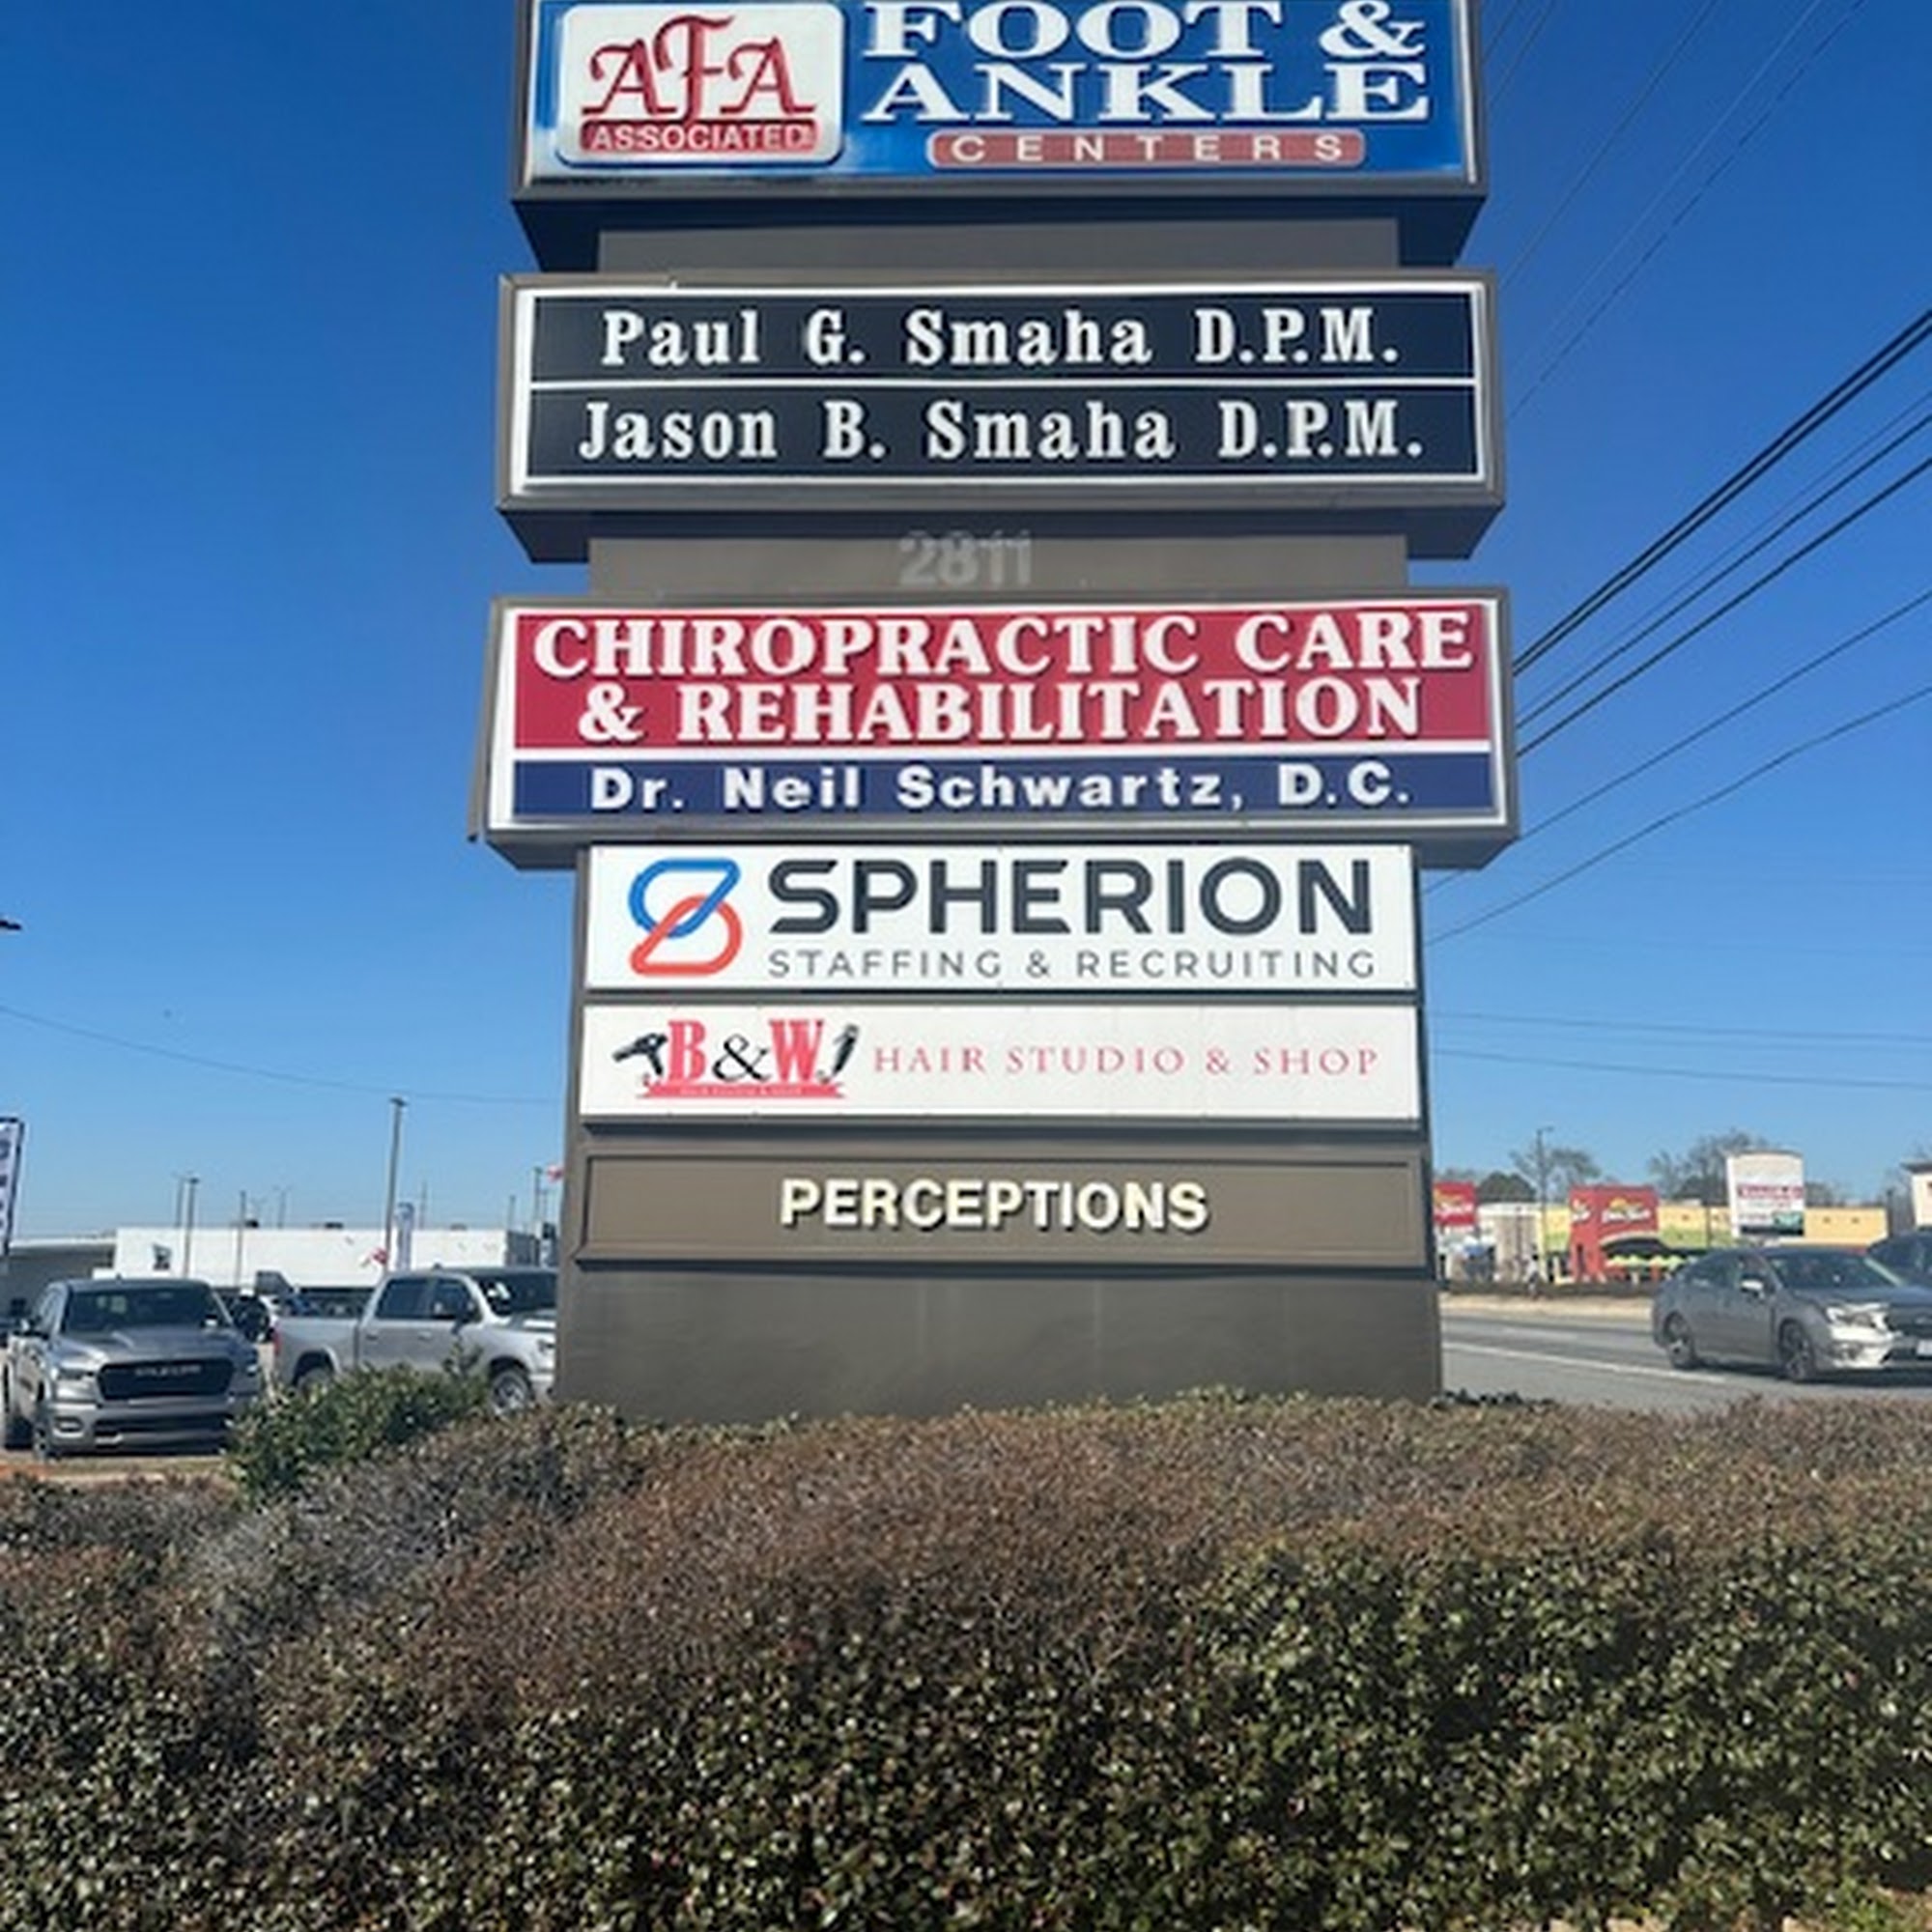 AFA
ASSOCIATED
FOOT &
ANKLE
CENTERS
Paul G. Smaha D.P.M.
Jason B. Smaha D.P.M.
2811
CHIROPRACTIC CARE
& REHABILITATION
Dr. Neil Schwartz, D.C.
SPHERION
STAFFING & RECRUITING
B&W HAIR STUDIO & SHOP
PERCEPTIONS